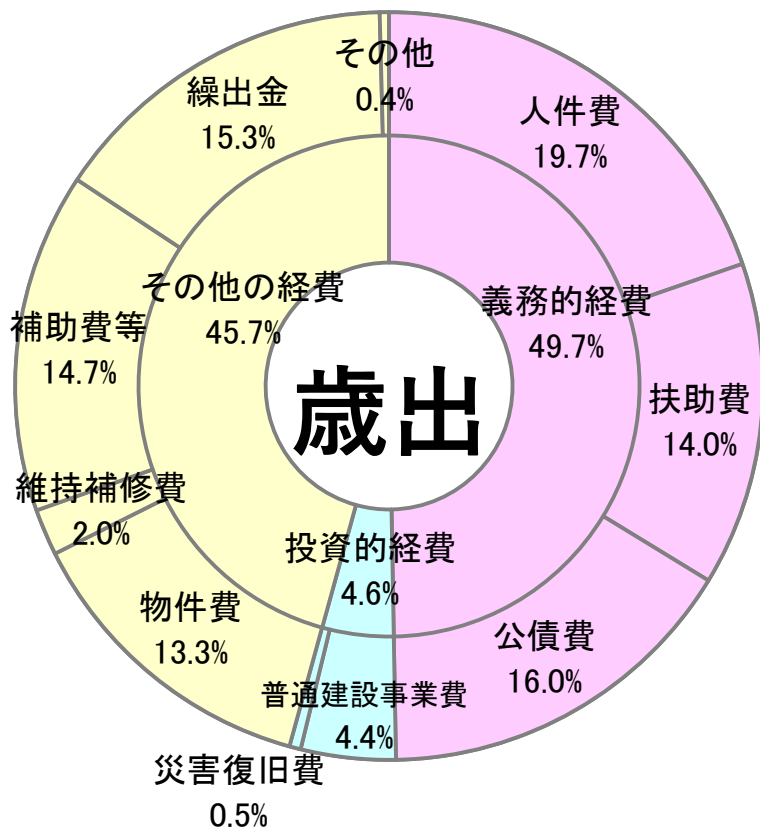 その他
0.4%
人件費
19.7%
扶助費
14.0%
公債費
16.0%
普通建設事業費
4.4%
災害復旧費
0.5%
物件費
13.3%
維持補修費
2.0%
補助費等
14.7%
繰出金
15.3%
その他の経費
45.7%
義務的経費
49.7%
投資的経費
4.6%
歳出